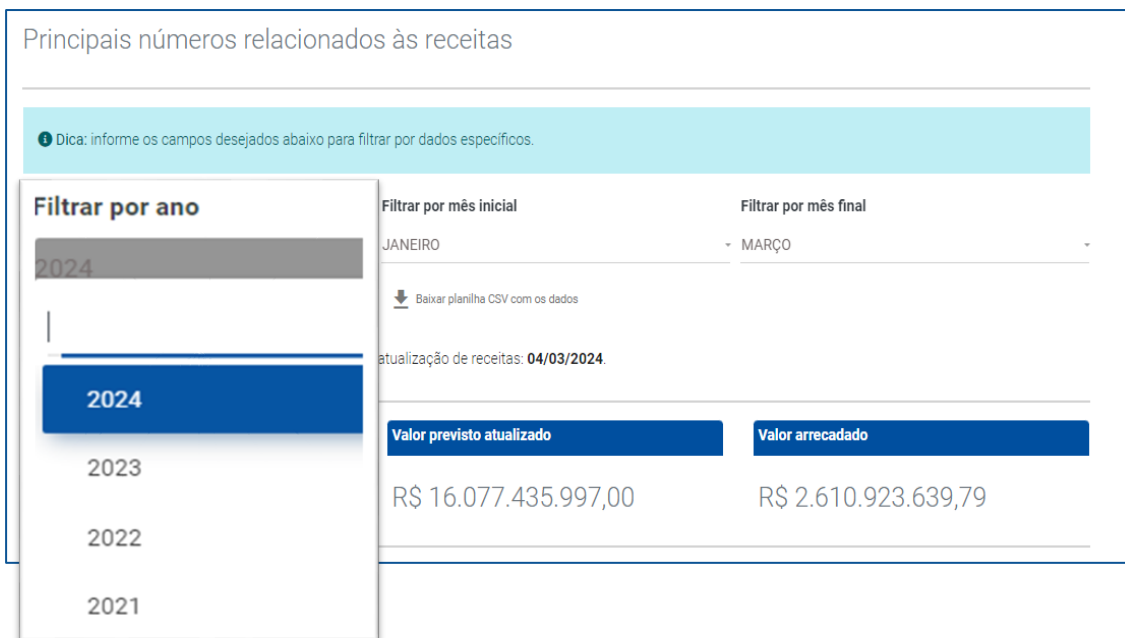 Principais números relacionados às receitas
Dica: informe os campos desejados abaixo para filtrar por dados específicos.
Filtrar por ano
2024
2024
2023
2022
2021
Filtrar por mês inicial
JANEIRO
Filtrar por mês final
MARÇO
Baixar planilha CSV com os dados
atualização de receitas: 04/03/2024.
Valor previsto atualizado
R$ 16.077.435.997,00
Valor arrecadado
R$ 2.610.923.639,79